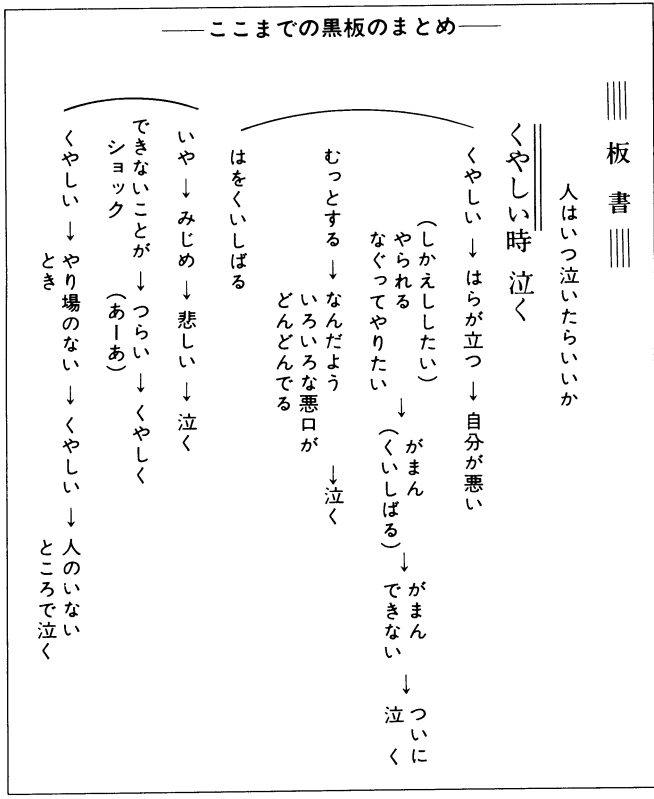 ——ここまでの黒板のまとめ——
板書
人はいつ泣いたらいいか
くやしい時 泣く
くやしい → はらが立つ → 自分が悪い
(しかえししたい)
やられる
なぐってやりたい
→
がまん
(くいしばる)
→
がまん
できない
→
ついに
泣く
むっとする → なんだよう
いろいろな悪口が
どんどんでる
→泣く
はをくいしばる
いや → みじめ → 悲しい → 泣く
できないことが → つらい → くやしく
ショック
(あーあ)
くやしい → やり場のない → くやしい → 人のいない
とき
ところで泣く